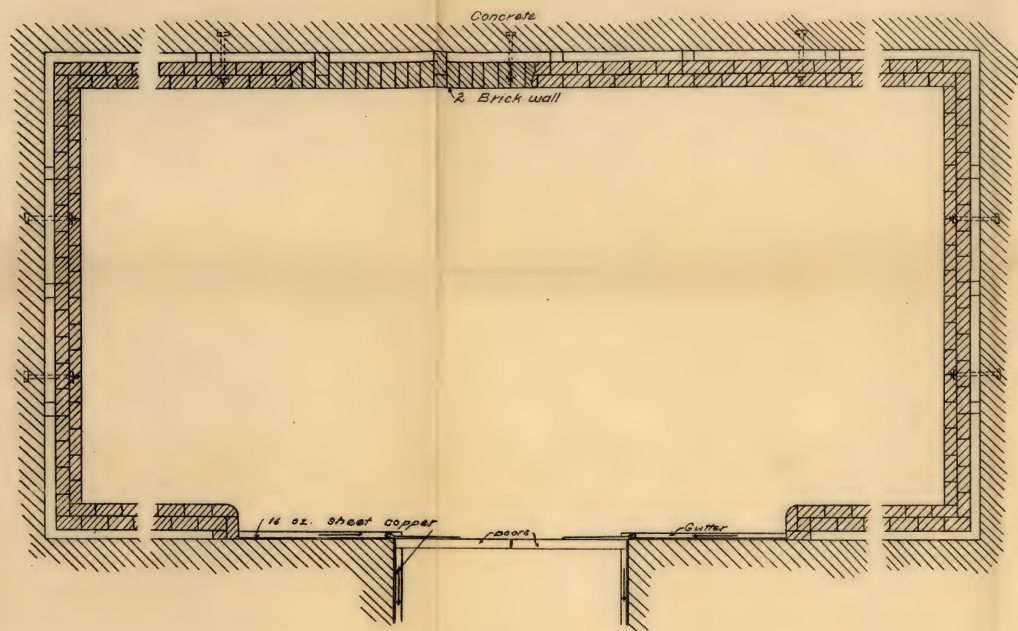 Concrete
2 Brick wall
16 oz. sheet copper
Doors
Gutter